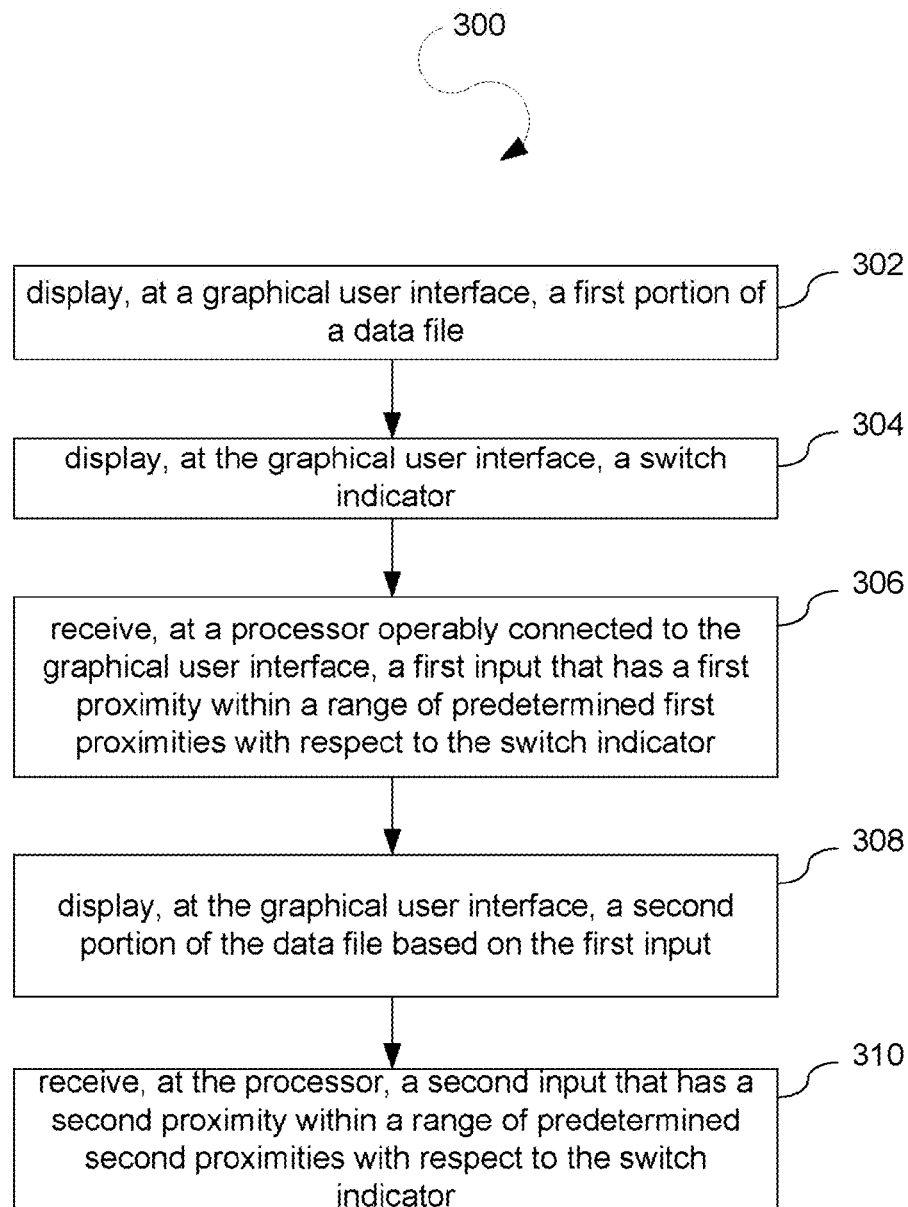 300
302
display, at a graphical user interface, a first portion of
a data file
304
display, at the graphical user interface, a switch
indicator
306
receive, at a processor operably connected to the
graphical user interface, a first input that has a first
proximity within a range of predetermined first
proximities with respect to the switch indicator
308
display, at the graphical user interface, a second
portion of the data file based on the first input
310
receive, at the processor, a second input that has a
second proximity within a range of predetermined
second proximities with respect to the switch
indicator